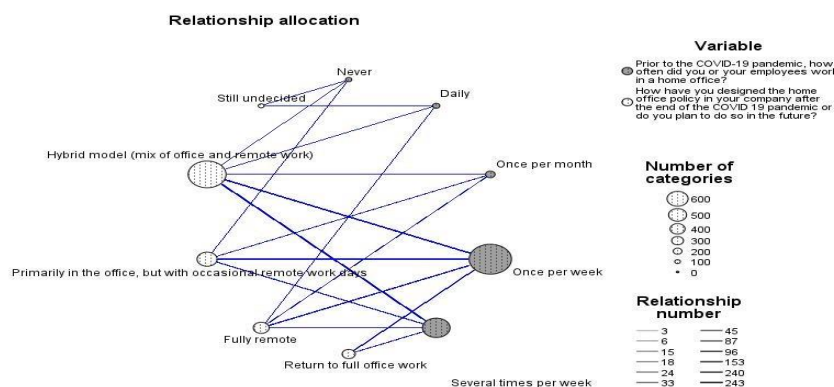 Relationship allocation
Never
Still undecided
Daily
Hybrid model (mix of office and remote work)
Once per month
Primarily in the office, but with occasional remote work days
Once per week
Fully remote
Return to full office work
Several times per week
Variable
Prior to the COVID-19 pandemic, how
often did you or your employees work
in a home office?
How have you designed the home
office policy in your company after
the end of the COVID 19 pandemic or
do you plan to do so in the future?
Number of
categories
600
500
400
300
200
100
0
Relationship
number
3 45
6 87
15 96
18 153
24 240
33 243